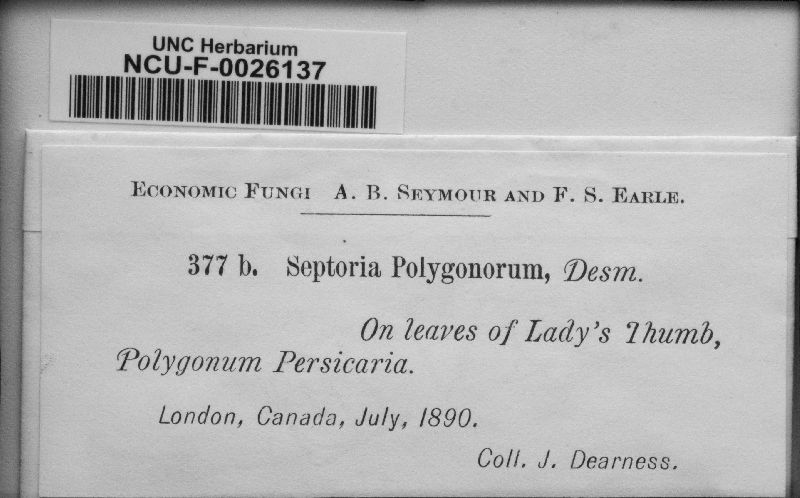 UNC Herbarium
NCU-F-0026137
Economic Fungi A. B. Seymour and F. S. Earle.
377 b. Septoria Polygonorum, Desm.
On leaves of Lady's Thumb,
Polygonum Persicaria.
London, Canada, July, 1890.
Coll. J. Dearness.